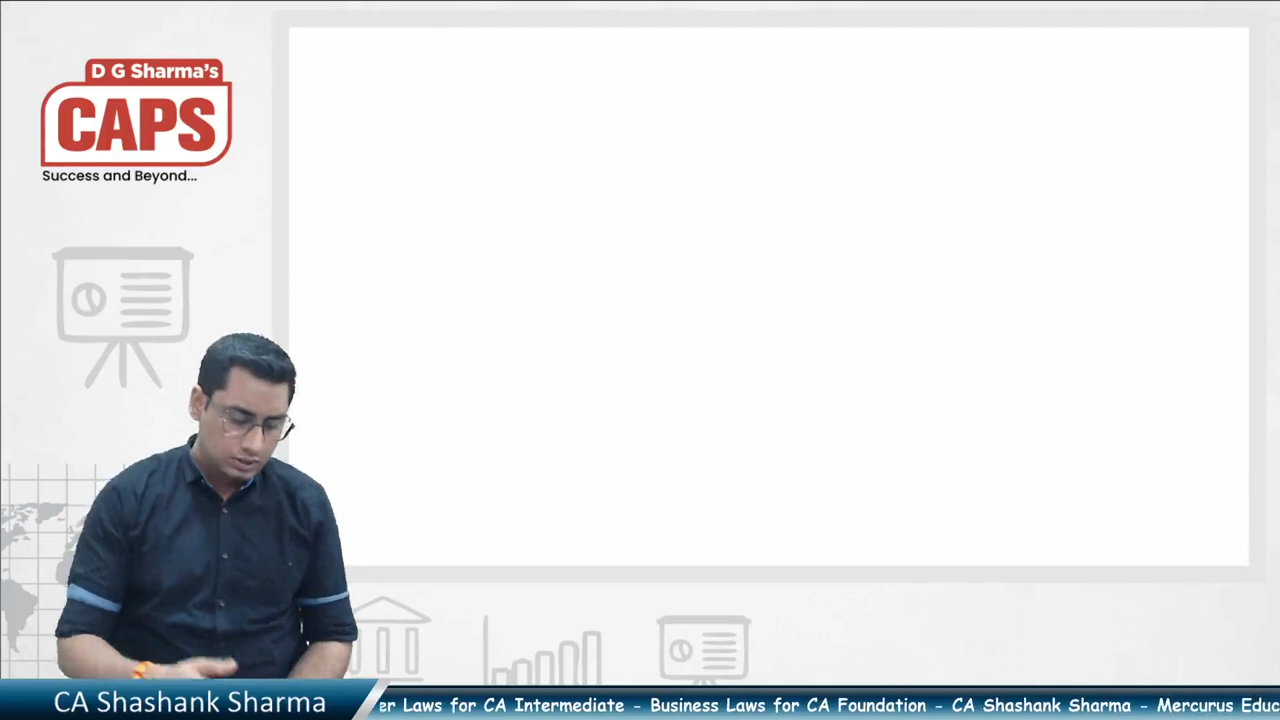 D G Sharma's
CAPS
Success and Beyond...
CA Shashank Sharma
er Laws for CA Intermediate - Business Laws for CA Foundation - CA Shashank Sharma - Mercurus Educ